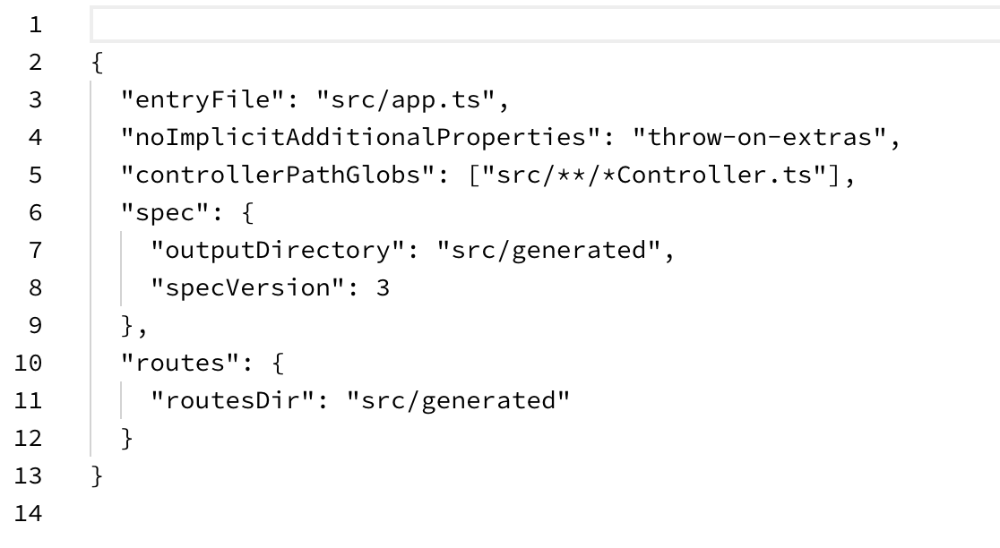 1
2 {
3   "entryFile": "src/app.ts",
4   "noImplicitAdditionalProperties": "throw-on-extras",
5   "controllerPathGlobs": ["src/**/*Controller.ts"],
6   "spec": {
7     "outputDirectory": "src/generated",
8     "specVersion": 3
9   },
10   "routes": {
11     "routesDir": "src/generated"
12   }
13 }
14